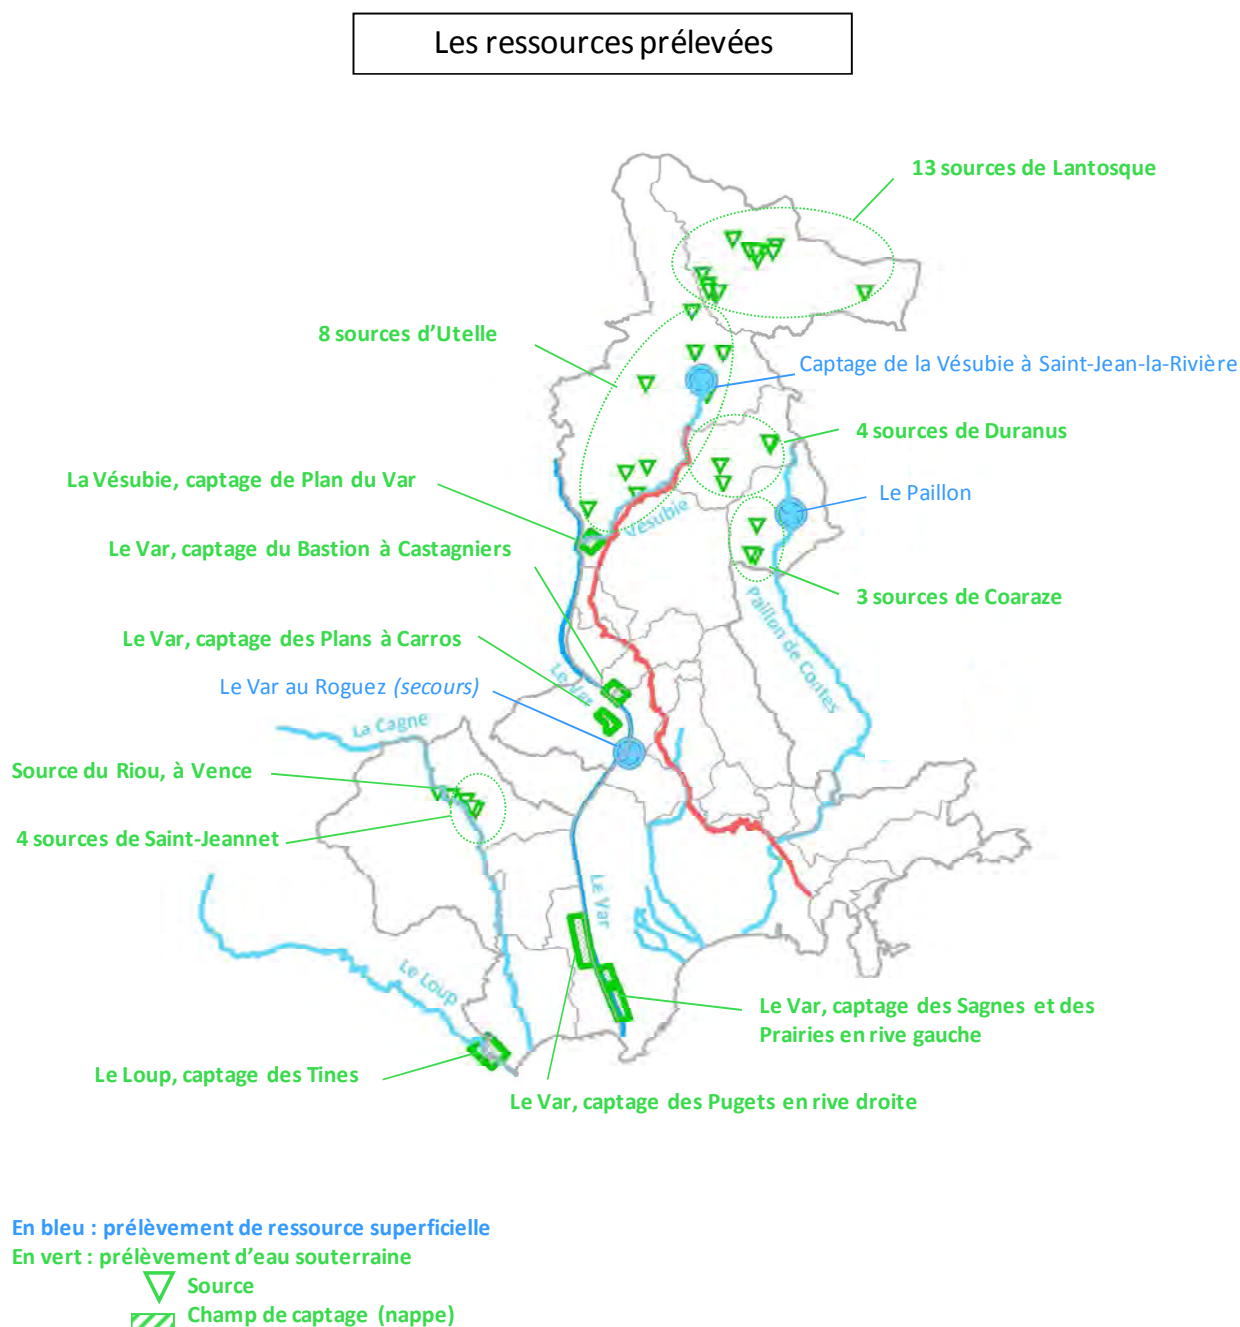 Les ressources prélevées
13 sources de Lantosque
8 sources d’Utelle
Captage de la Vésubie à Saint-Jean-la-Rivière
4 sources de Duranus
La Vésubie, captage de Plan du Var
Le Paillon
Vésubie
Le Var, captage du Bastion à Castagniers
3 sources de Coaraze
Paillon de Contes
Le Var, captage des Plans à Carros
Le Var
Le Var au Roguez (secours)
La Cagne
Source du Riou, à Vence
4 sources de Saint-Jeannet
Le Var
Le Loup
Le Var, captage des Sagnes et des
Prairies en rive gauche
Le Loup, captage des Tines
Le Var, captage des Pugets en rive droite
En bleu : prélèvement de ressource superficielle
En vert : prélèvement d’eau souterraine
Source
Champ de captage (nappe)